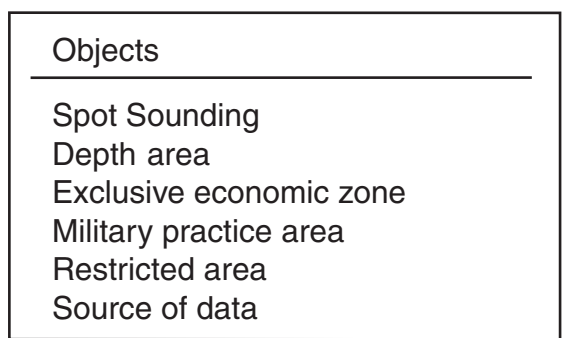 Objects
Spot Sounding
Depth area
Exclusive economic zone
Military practice area
Restricted area
Source of data